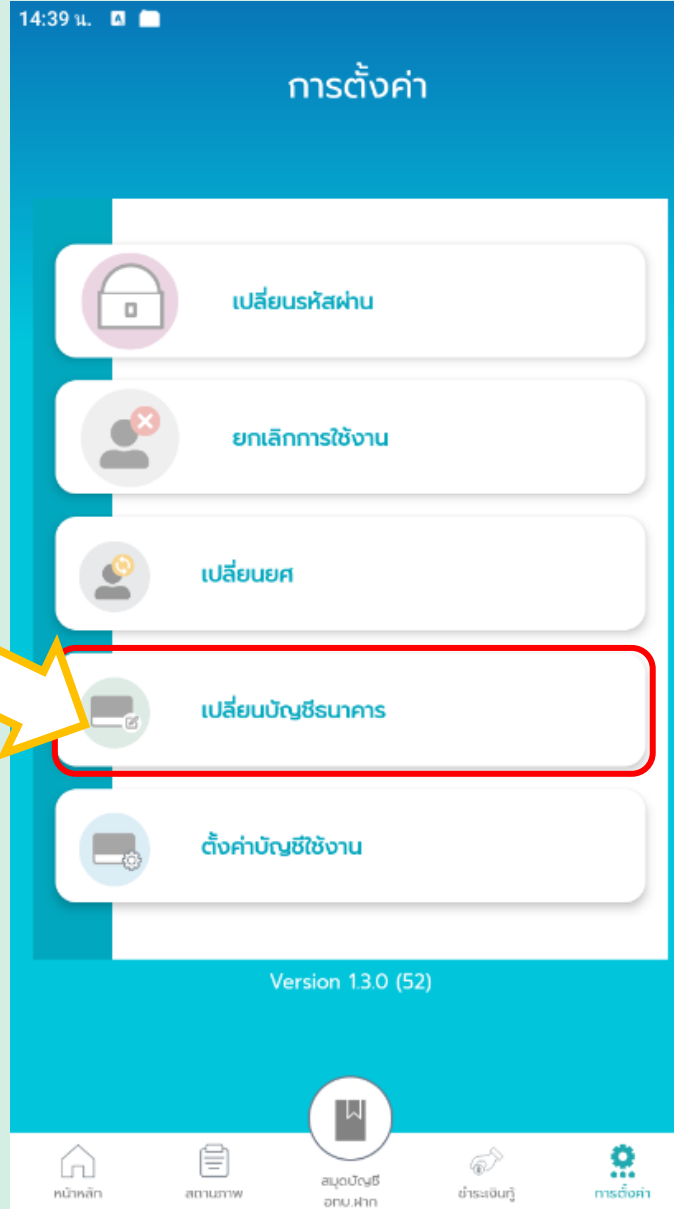 14:39 น.
การตั้งค่า
เปลี่ยนรหัสผ่าน
ยกเลิกการใช้งาน
เปลี่ยนยศ
เปลี่ยนบัญชีธนาคาร
ตั้งค่าบัญชีใช้งาน
Version 1.3.0 (52)
หน้าหลัก
สถานภาพ
สมุดบัญชี
อทบ.ฝาก
ชำระเงินกู้
การตั้งค่า